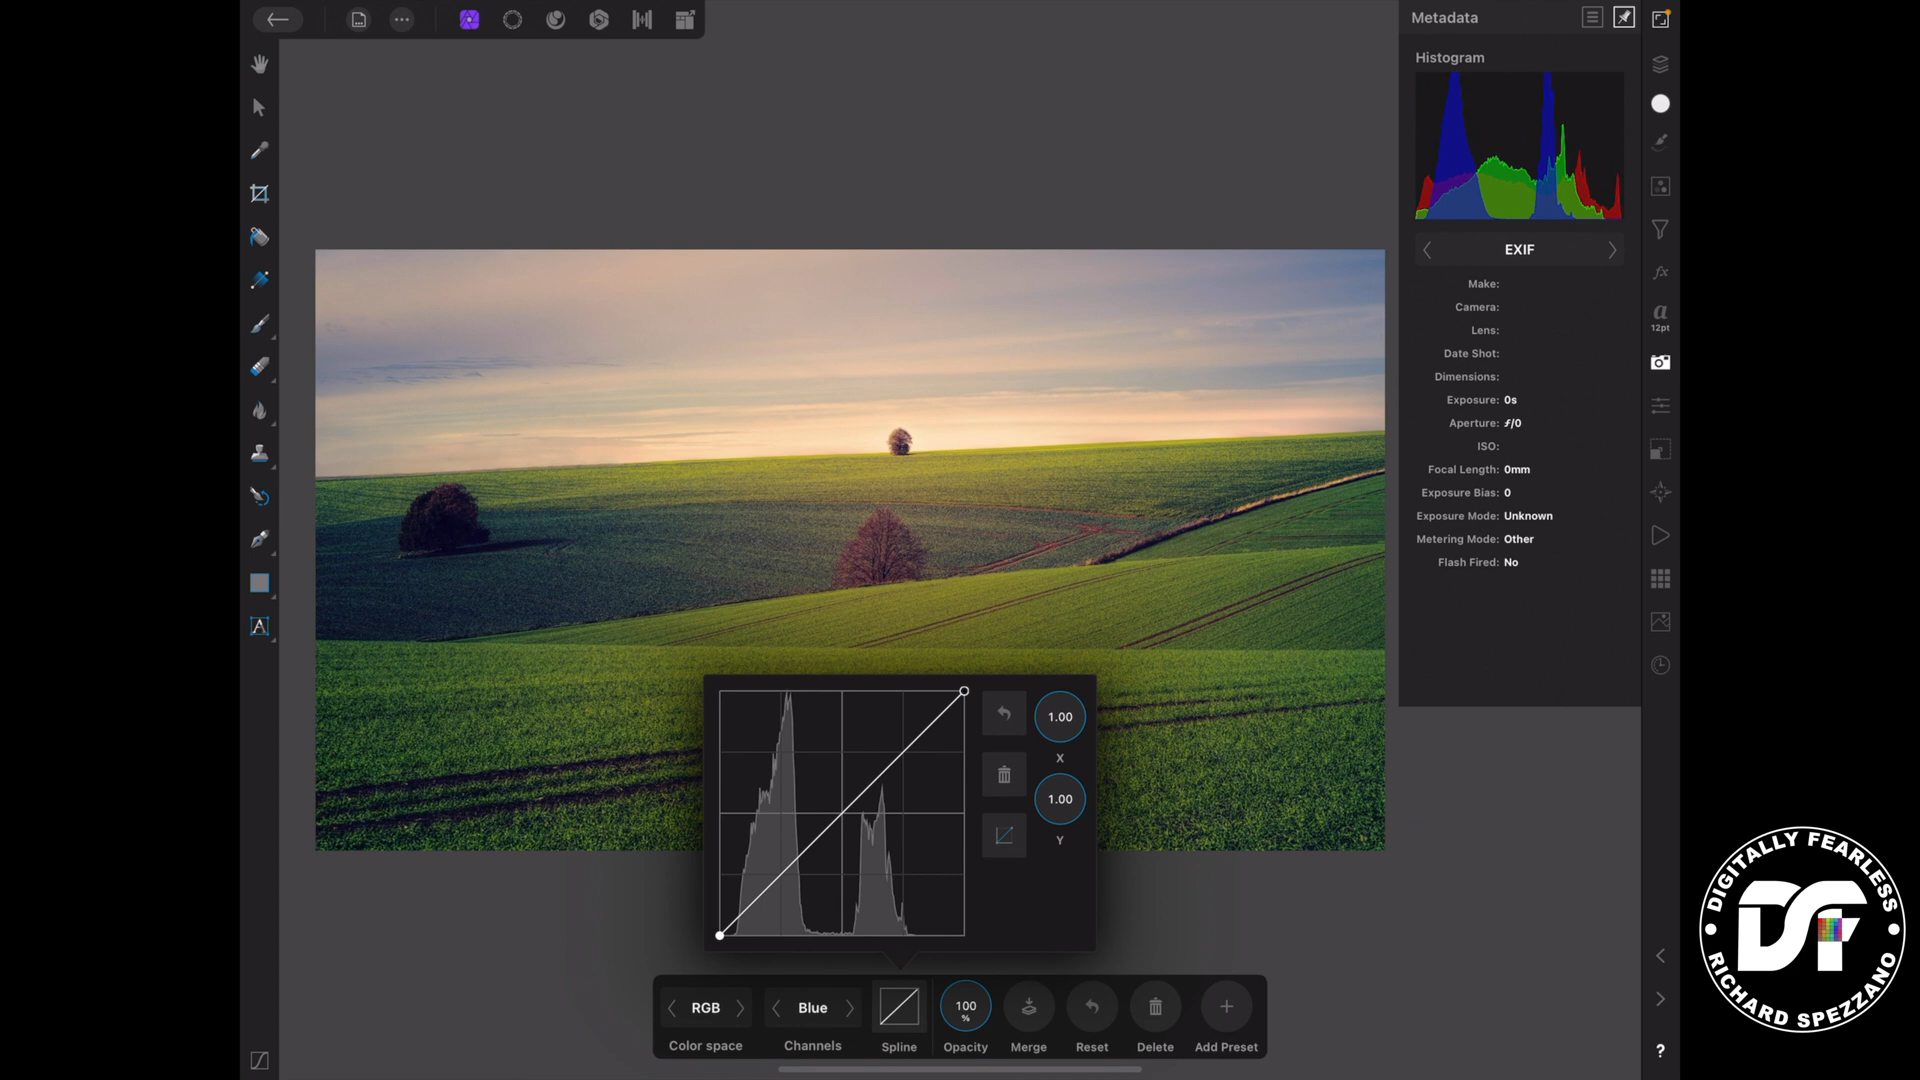 Metadata
Histogram
EXIF
Make:
Camera:
Lens:
Date Shot:
Dimensions:
Exposure: 0s
Aperture: ƒ/0
ISO:
Focal Length: 0mm
Exposure Bias: 0
Exposure Mode: Unknown
Metering Mode: Other
Flash Fired: No
fx
a
12pt
A
1.00
X
1.00
Y
RGB
Blue
100
%
Color space
Channels
Spline
Opacity
Merge
Reset
Delete
Add Preset
?
DIGITALLY FEARLESS
DF
RICHARD SPEZZANO